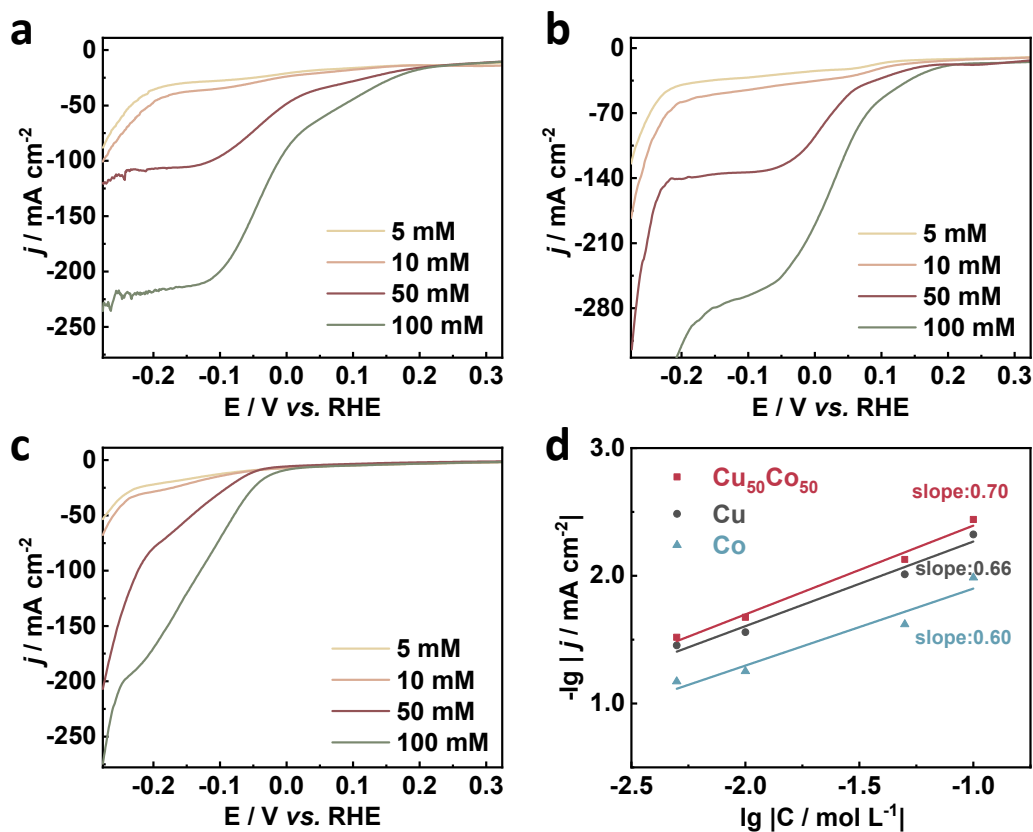 a
0
-50
-100
-150
-200
-250
j / mA cm⁻²
-0.2 -0.1 0.0 0.1 0.2 0.3
E / V vs. RHE
5 mM
10 mM
50 mM
100 mM
b
0
-70
-140
-210
-280
j / mA cm⁻²
-0.2 -0.1 0.0 0.1 0.2 0.3
E / V vs. RHE
5 mM
10 mM
50 mM
100 mM
c
0
-50
-100
-150
-200
-250
j / mA cm⁻²
-0.2 -0.1 0.0 0.1 0.2 0.3
E / V vs. RHE
5 mM
10 mM
50 mM
100 mM
d
3.0
2.0
1.0
-lg | j / mA cm⁻²|
-2.5 -2.0 -1.5 -1.0
lg |C / mol L⁻¹|
Cu₅₀Co₅₀
Cu
Co
slope:0.70
slope:0.66
slope:0.60